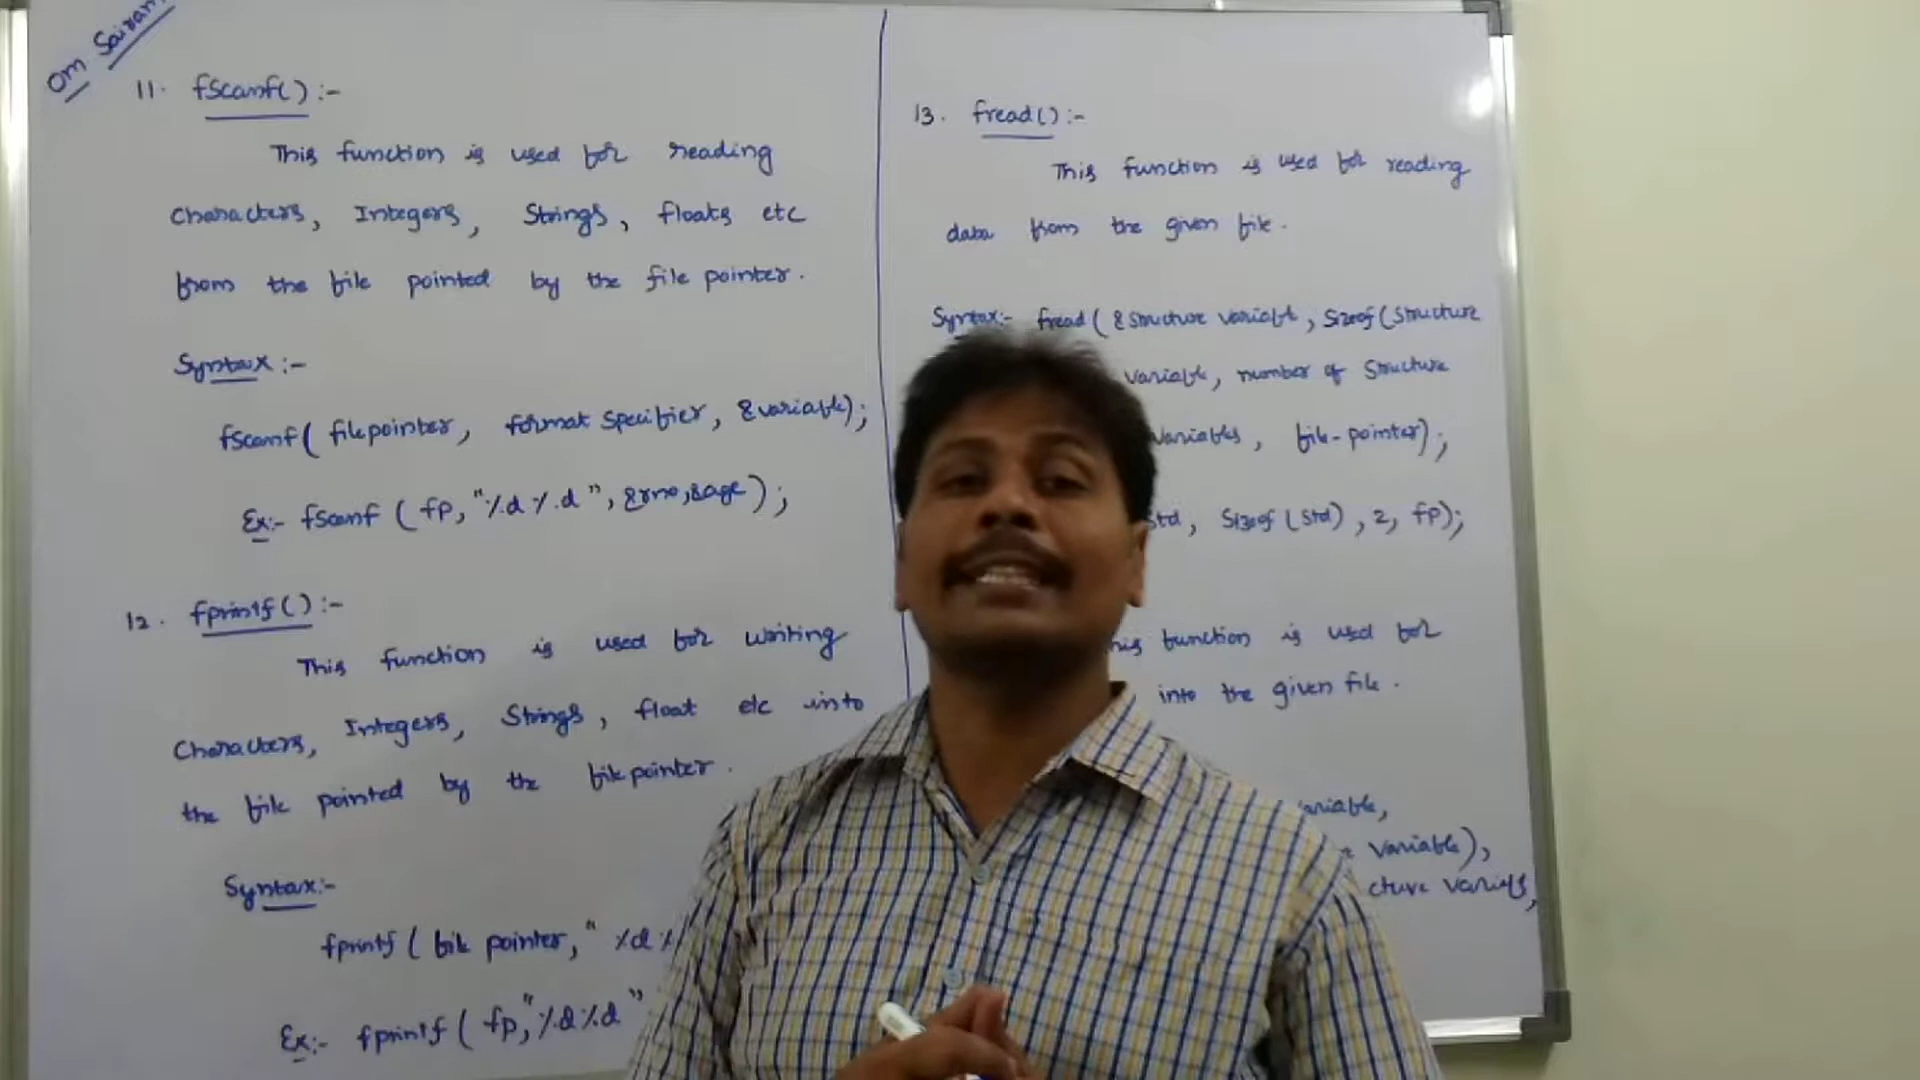 Om Sairam
11. fscanf() :-
This function is used for reading
characters, Integers, Strings, floats etc
from the file pointed by the file pointer.
Syntax :-
fscanf( filepointer, format specifier, &variable);
Ex:- fscanf ( fp, "%d %d", &rno, &age );
12. fprintf() :-
This function is used for writing
Characters, Integers, Strings, float etc into
the file pointed by the filepointer.
Syntax:-
fprintf ( file pointer, " %d
Ex:- fprintf ( fp, "%d %d"
13. fread() :-
This function is used for reading
data from the given file.
Syntax:- fread( &structure variable, sizeof(structure
variable, number of structure
variables, file-pointer);
std, sizeof (std), 2, fp);
function is used for
into the given file.
variable,
variable),